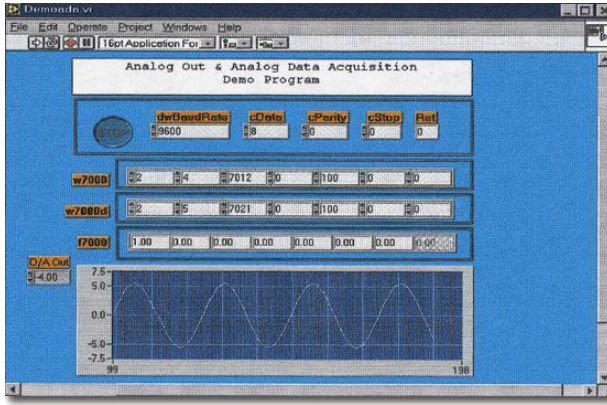 Demoadn.vi
File Edit Operate Project Windows Help
16pt Application For
Analog Out & Analog Data Acquisition
Demo Program
STOP
dwBaudRate cData cParity cStop Ret
9600 8 0 0 0
w7000 2 4 7012 0 100 0 0
w7000d 2 5 7021 0 100 0 0
f7000 1.00 0.00 0.00 0.00 0.00 0.00 0.00 0.00
D/A Out
-4.00
7.5
5.0
0.0
-5.0
-7.5
99 198